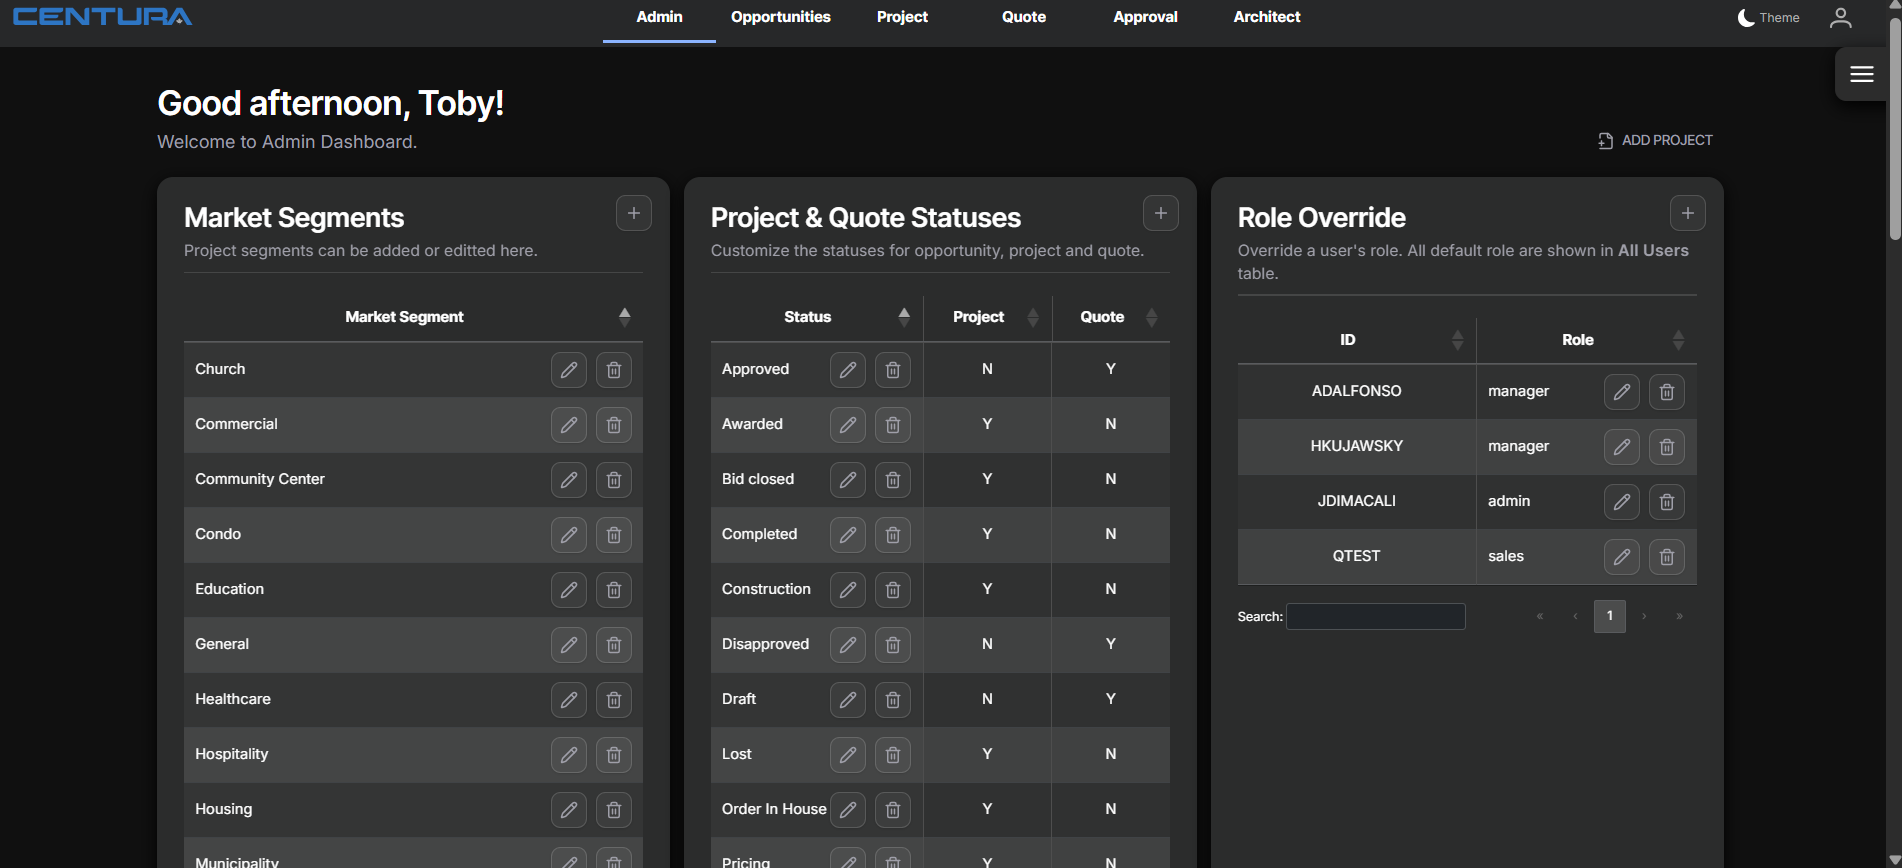 CENTURA
Admin
Opportunities
Project
Quote
Approval
Architect
Theme
Good afternoon, Toby!
Welcome to Admin Dashboard.
ADD PROJECT
Market Segments
Project segments can be added or editted here.
Market Segment
Church
Commercial
Community Center
Condo
Education
General
Healthcare
Hospitality
Housing
Municipality
Project & Quote Statuses
Customize the statuses for opportunity, project and quote.
Status Project Quote
Approved N Y
Awarded Y N
Bid closed Y N
Completed Y N
Construction Y N
Disapproved N Y
Draft N Y
Lost Y N
Order In House Y N
Pricing Y N
Role Override
Override a user's role. All default role are shown in All Users
table.
ID Role
ADALFONSO manager
HKUJAWSKY manager
JDIMACALI admin
QTEST sales
Search: « ‹ 1 › »